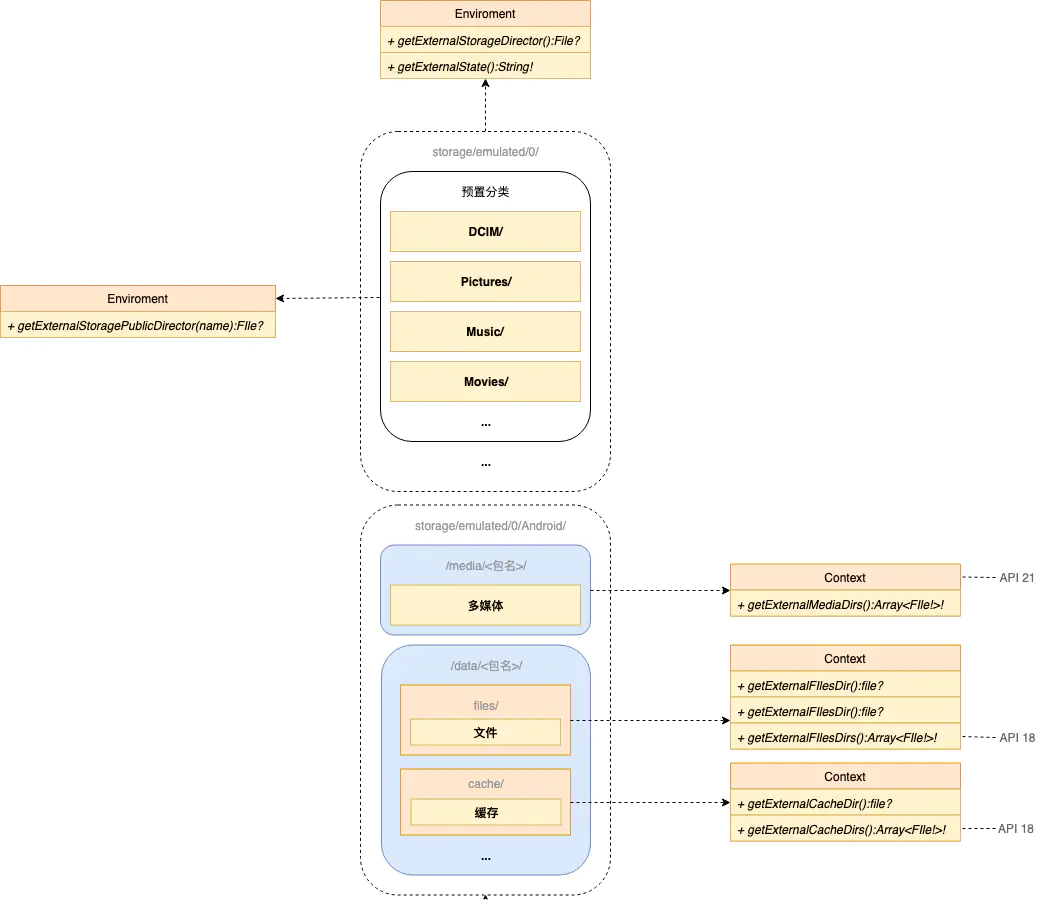 Enviroment
+ getExternalStorageDirector():File?
+ getExternalState():String!
storage/emulated/0/
预置分类
DCIM/
Pictures/
Music/
Movies/
...
...
Enviroment
+ getExternalStoragePublicDirector(name):FIle?
storage/emulated/0/Android/
/media/<包名>/
多媒体
Context
+ getExternalMediaDirs():Array<FIle!>!
API 21
/data/<包名>/
files/
文件
Context
+ getExternalFIlesDir():file?
+ getExternalFIlesDir():file?
+ getExternalFIlesDirs():Array<FIle!>!
API 18
cache/
缓存
...
Context
+ getExternalCacheDir():file?
+ getExternalCacheDirs():Array<FIle!>!
API 18